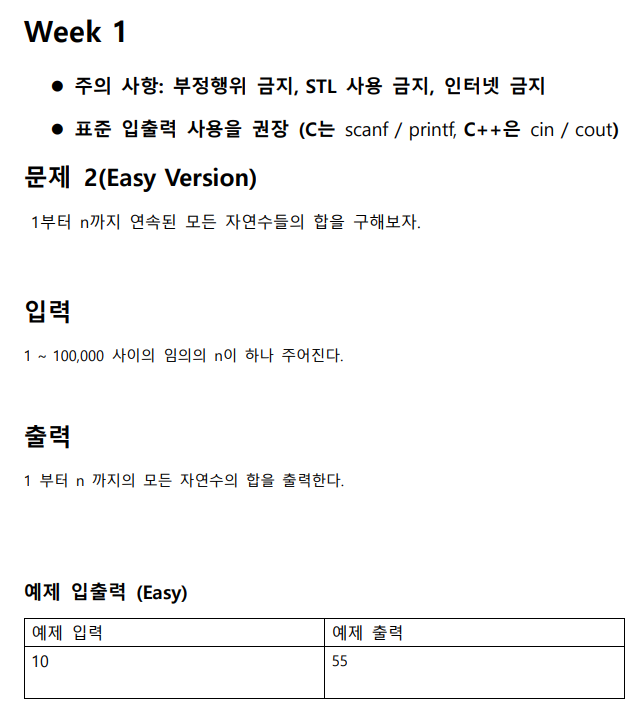 Week 1
● 주의 사항: 부정행위 금지, STL 사용 금지, 인터넷 금지
● 표준 입출력 사용을 권장 (C는 scanf / printf, C++은 cin / cout)
문제 2(Easy Version)
1부터 n까지 연속된 모든 자연수들의 합을 구해보자.
입력
1 ~ 100,000 사이의 임의의 n이 하나 주어진다.
출력
1 부터 n 까지의 모든 자연수의 합을 출력한다.
예제 입출력 (Easy)
예제 입력 예제 출력
10 55